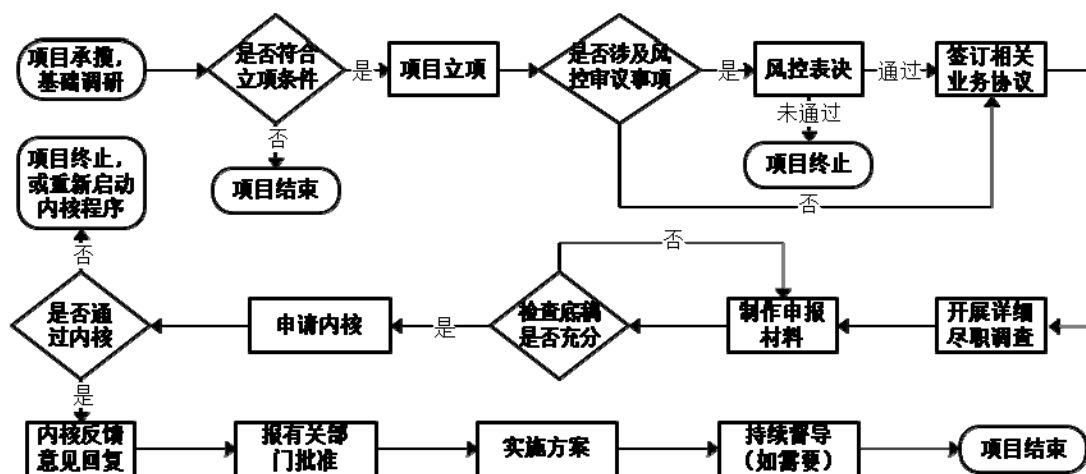 项目承揽，
基础调研
是否符合
立项条件
是
项目立项
是否涉及风
控审议事项
是
风控表决
通过
签订相关
业务协议
否
未通过
项目结束
项目终止
否
项目终止，
或重新启动
内核程序
否
否
是否通
过内核
申请内核
是
检查底稿
是否充分
制作申报
材料
开展详细
尽职调查
是
内核反馈
意见回复
报有关部
门批准
实施方案
持续督导
（如需要）
项目结束